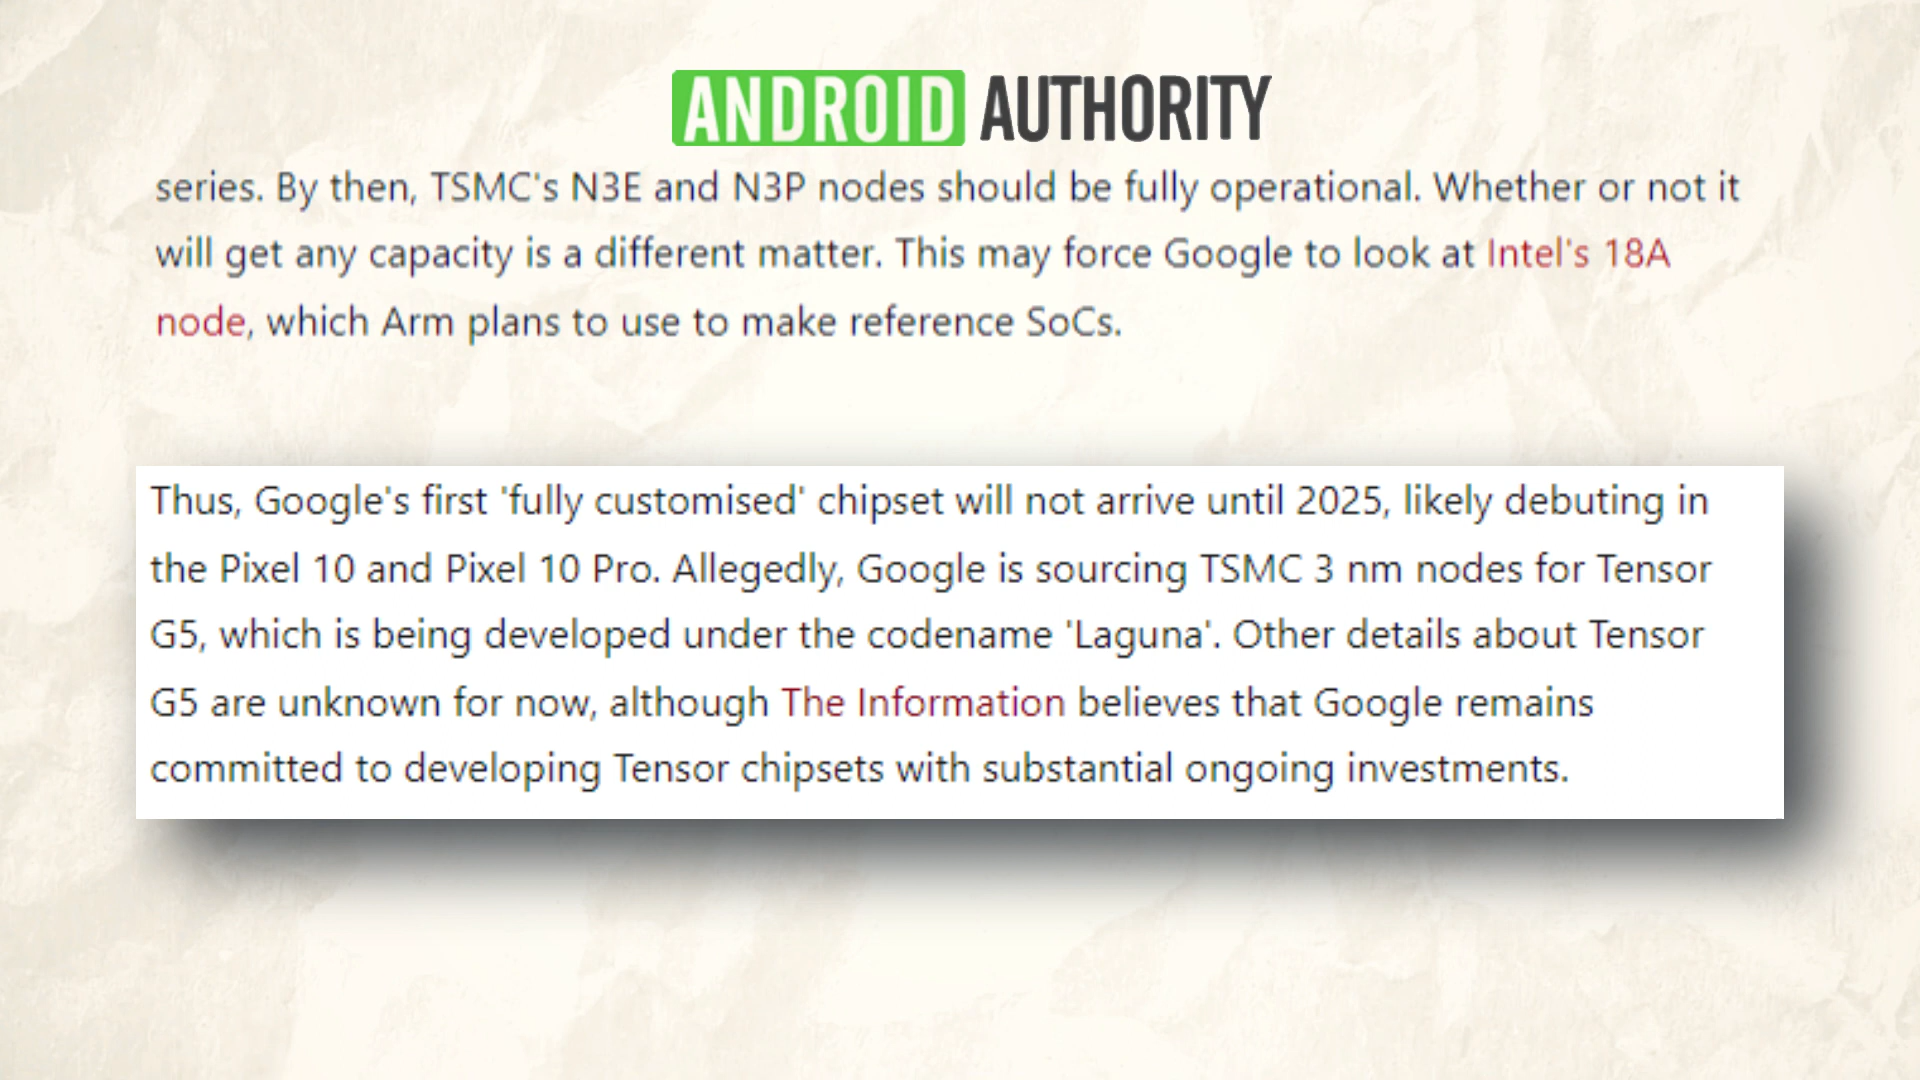 ANDROID AUTHORITY
series. By then, TSMC's N3E and N3P nodes should be fully operational. Whether or not it
will get any capacity is a different matter. This may force Google to look at Intel's 18A
node, which Arm plans to use to make reference SoCs.
Thus, Google's first 'fully customised' chipset will not arrive until 2025, likely debuting in
the Pixel 10 and Pixel 10 Pro. Allegedly, Google is sourcing TSMC 3 nm nodes for Tensor
G5, which is being developed under the codename 'Laguna'. Other details about Tensor
G5 are unknown for now, although The Information believes that Google remains
committed to developing Tensor chipsets with substantial ongoing investments.